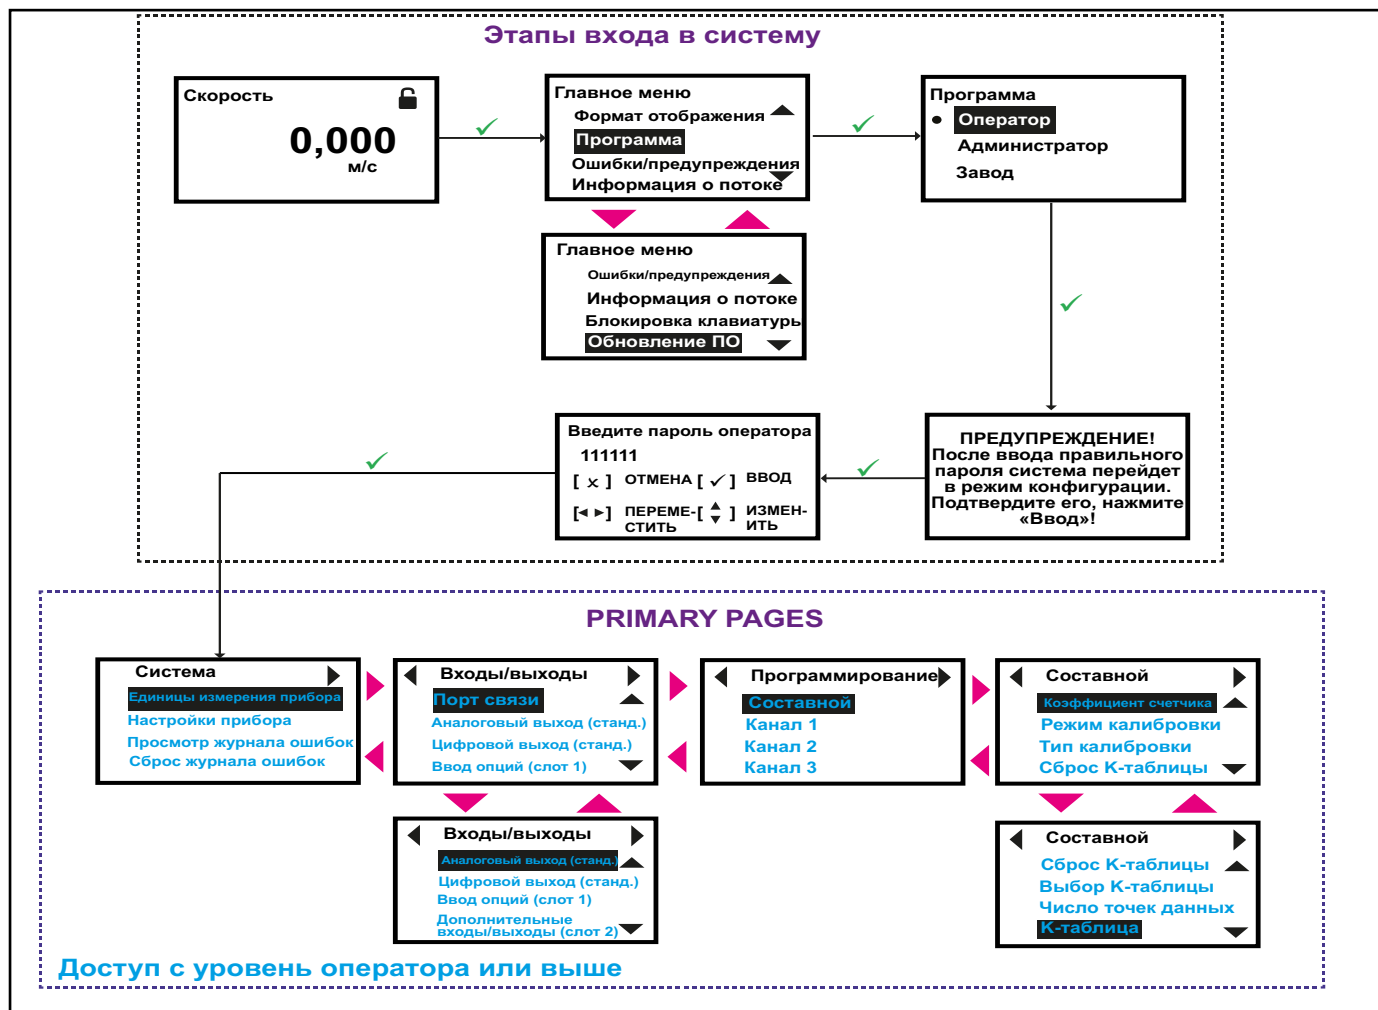 Этапы входа в систему
Скорость
0,000
м/с
Главное меню
Формат отображения
Программа
Ошибки/предупреждения
Информация о потоке
Программа
Оператор
Администратор
Завод
Главное меню
Ошибки/предупреждения
Информация о потоке
Блокировка клавиатурь
Обновление ПО
Введите пароль оператора
111111
[ x ] ОТМЕНА [ ✓ ] ВВОД
[◄ ►] ПЕРЕМЕ- [ ▲▼ ] ИЗМЕН-
СТИТЬ ИТЬ
ПРЕДУПРЕЖДЕНИЕ!
После ввода правильного
пароля система перейдет
в режим конфигурации.
Подтвердите его, нажмите
«Ввод»!
PRIMARY PAGES
Система
Единицы измерения прибора
Настройки прибора
Просмотр журнала ошибок
Сброс журнала ошибок
Входы/выходы
Порт связи
Аналоговый выход (станд.)
Цифровой выход (станд.)
Ввод опций (слот 1)
Программирование
Составной
Канал 1
Канал 2
Канал 3
Составной
Коэффициент счетчика
Режим калибровки
Тип калибровки
Сброс К-таблицы
Входы/выходы
Аналоговый выход (станд.)
Цифровой выход (станд.)
Ввод опций (слот 1)
Дополнительные
входы/выходы (слот 2)
Составной
Сброс К-таблицы
Выбор К-таблицы
Число точек данных
К-таблица
Доступ с уровень оператора или выше